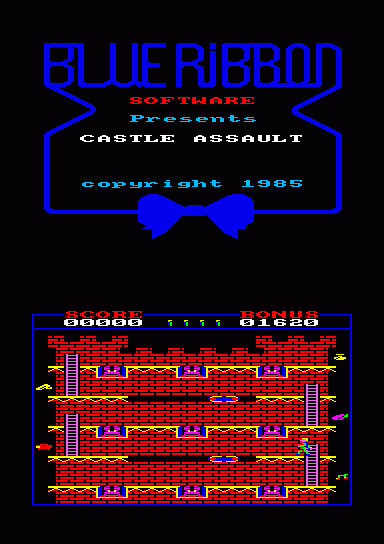 BLUE RIBBON
SOFTWARE
Presents
CASTLE ASSAULT
copyright 1985
SCORE BONUS
00000 01620